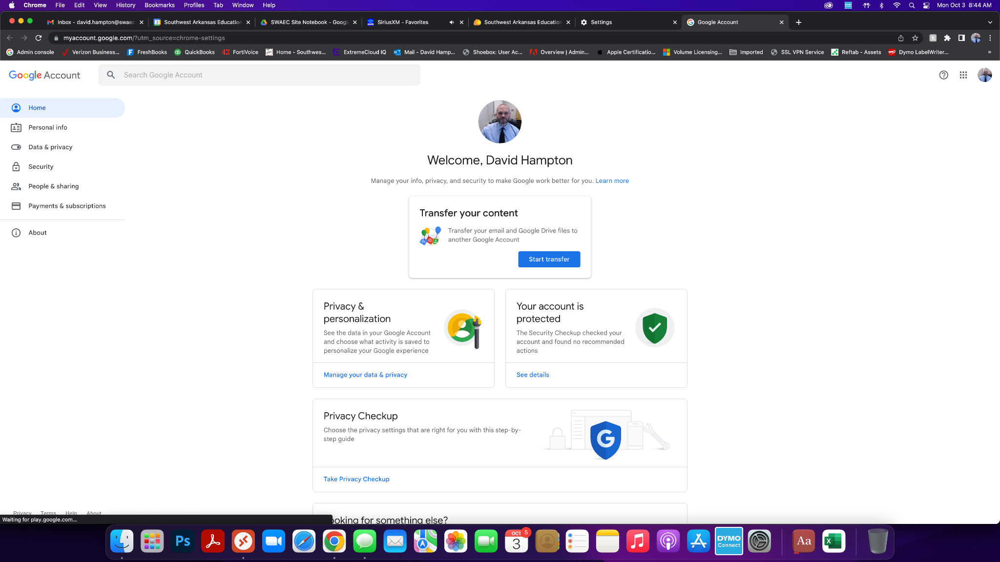 Chrome File Edit View History Bookmarks Profiles Tab Window Help
DYMO
Mon Oct 3 8:44 AM
Inbox - david.hampton@swaec
3 Southwest Arkansas Education
SWAEC Site Notebook - Google
SiriusXM - Favorites
Southwest Arkansas Education
Settings
Google Account
myaccount.google.com/?utm_source=chrome-settings
Admin console
Verizon Business...
FreshBooks
QuickBooks
FortiVoice
Home - Southwes...
ExtremeCloud IQ
Mail - David Hamp...
Shoebox: User Ac...
Overview | Admin...
Apple Certificatio...
Volume Licensing...
Imported
SSL VPN Service
Reftab - Assets
Dymo LabelWriter...
»
Google Account
Search Google Account
Home
Personal info
Data & privacy
Security
People & sharing
Payments & subscriptions
About
Welcome, David Hampton
Manage your info, privacy, and security to make Google work better for you. Learn more
Transfer your content
Transfer your email and Google Drive files to
another Google Account
Start transfer
Privacy &
personalization
See the data in your Google Account
and choose what activity is saved to
personalize your Google experience
Manage your data & privacy
Your account is
protected
The Security Checkup checked your
account and found no recommended
actions
See details
Privacy Checkup
Choose the privacy settings that are right for you with this step-by-
step guide
G
Take Privacy Checkup
Privacy Terms Help About
Waiting for play.google.com...
ooking for something else?
Ps
OCT 5
3
DYMO
Connect
Aa
X